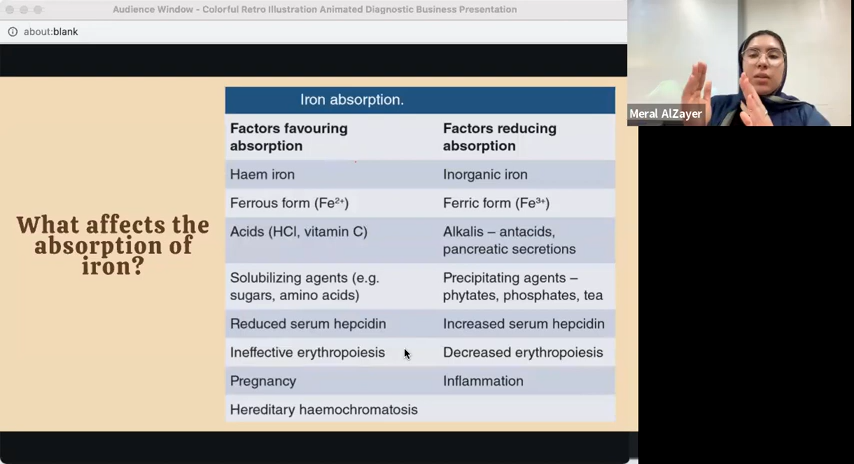 Audience Window - Colorful Retro Illustration Animated Diagnostic Business Presentation
about:blank
Meral AlZayer
What affects the
absorption of
iron?
Iron absorption.
Factors favouring
absorption
Factors reducing
absorption
Haem iron
Inorganic iron
Ferrous form (Fe²⁺)
Ferric form (Fe³⁺)
Acids (HCl, vitamin C)
Alkalis – antacids,
pancreatic secretions
Solubilizing agents (e.g.
sugars, amino acids)
Precipitating agents –
phytates, phosphates, tea
Reduced serum hepcidin
Increased serum hepcidin
Ineffective erythropoiesis
Decreased erythropoiesis
Pregnancy
Inflammation
Hereditary haemochromatosis